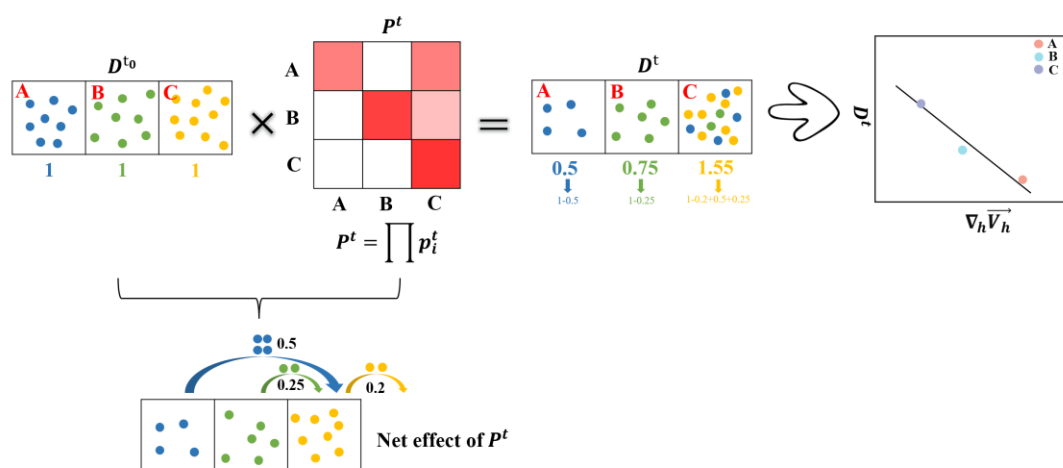 D^t₀
A B C
1 1 1
×
P^t
A
B
C
A B C
P^t = ∏ p_i^t
=
D^t
A B C
0.5 0.75 1.55
1-0.5 1-0.25 1-0.2+0.5+0.25
A
B
C
D^t
∇_h V_h
0.5
0.25 0.2
Net effect of P^t